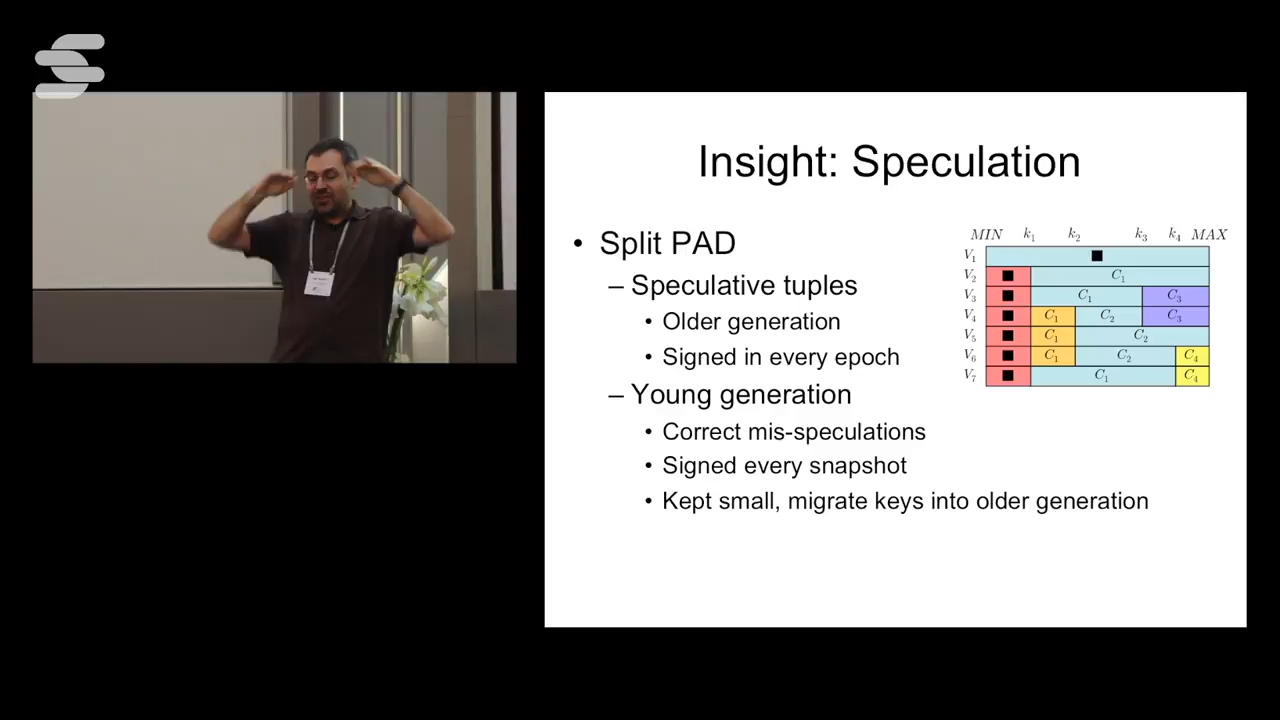 Insight: Speculation
• Split PAD
– Speculative tuples
• Older generation
• Signed in every epoch
– Young generation
• Correct mis-speculations
• Signed every snapshot
• Kept small, migrate keys into older generation
MIN k1 k2 k3 k4 MAX
V1 ■
V2 ■ C1
V3 ■ C1 C3
V4 ■ C1 C2 C3
V5 ■ C1 C2
V6 ■ C1 C2 C4
V7 ■ C1 C4